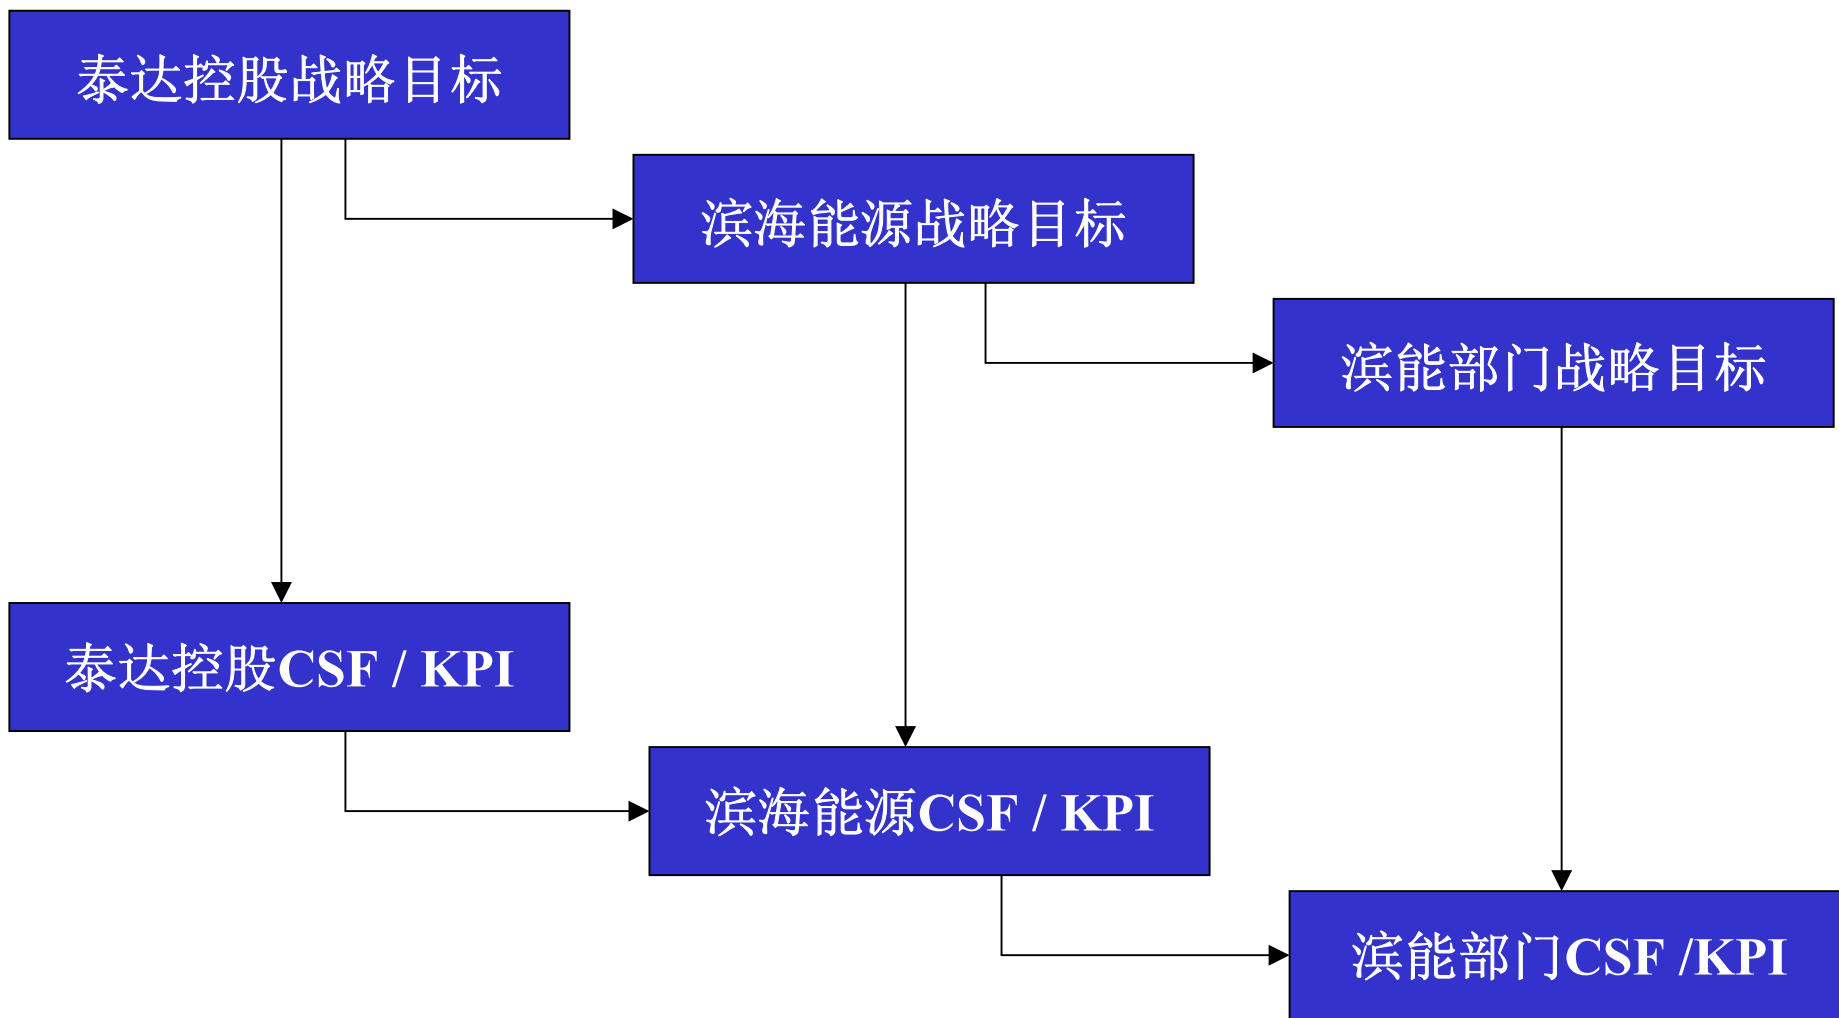 泰达控股战略目标
滨海能源战略目标
滨能部门战略目标
泰达控股CSF / KPI
滨海能源CSF / KPI
滨能部门CSF /KPI